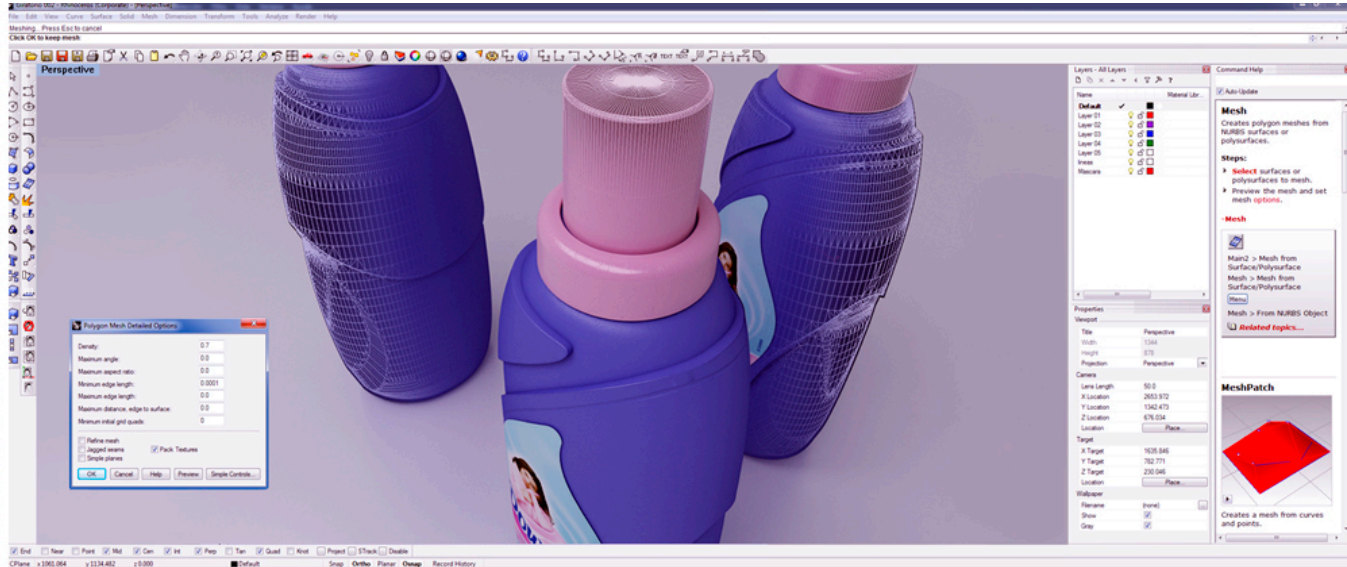 Giratorio 002 - Rhinoceros (Corporate) - [Perspective]
File Edit View Curve Surface Solid Mesh Dimension Transform Tools Analyze Render Help
Meshing... Press Esc to cancel
Click OK to keep mesh:
Perspective
Polygon Mesh Detailed Options
Density: 0.7
Maximum angle: 0.0
Maximum aspect ratio: 0.0
Minimum edge length: 0.0001
Maximum edge length: 0.0
Maximum distance, edge to surface: 0.0
Minimum initial grid quads: 0
Refine mesh
Jagged seams Pack Textures
Simple planes
OK Cancel Help Preview Simple Controls...
Layers - All Layers
Name Material Libr...
Default
Layer 01
Layer 02
Layer 03
Layer 04
Layer 05
lineas
Mascara
Properties
Viewport
Title Perspective
Width 1344
Height 878
Projection Perspective
Camera
Lens Length 50.0
X Location 2653.972
Y Location 1342.473
Z Location 676.034
Location Place...
Target
X Target 1635.846
Y Target 782.771
Z Target 230.046
Location Place...
Wallpaper
Filename (none)
Show
Gray
Command Help
Auto-Update
Mesh
Creates polygon meshes from
NURBS surfaces or
polysurfaces.
Steps:
Select surfaces or
polysurfaces to mesh.
Preview the mesh and set
mesh options.
-Mesh
Main2 > Mesh from
Surface/Polysurface
Mesh > Mesh from
Surface/Polysurface
Menu
Mesh > From NURBS Object
Related topics...
MeshPatch
Creates a mesh from curves
and points.
End Near Point Mid Cen Int Perp Tan Quad Knot Project STrack Disable
CPlane x 1061.064 y 1134.482 z 0.000 Default Snap Ortho Planar Osnap Record History